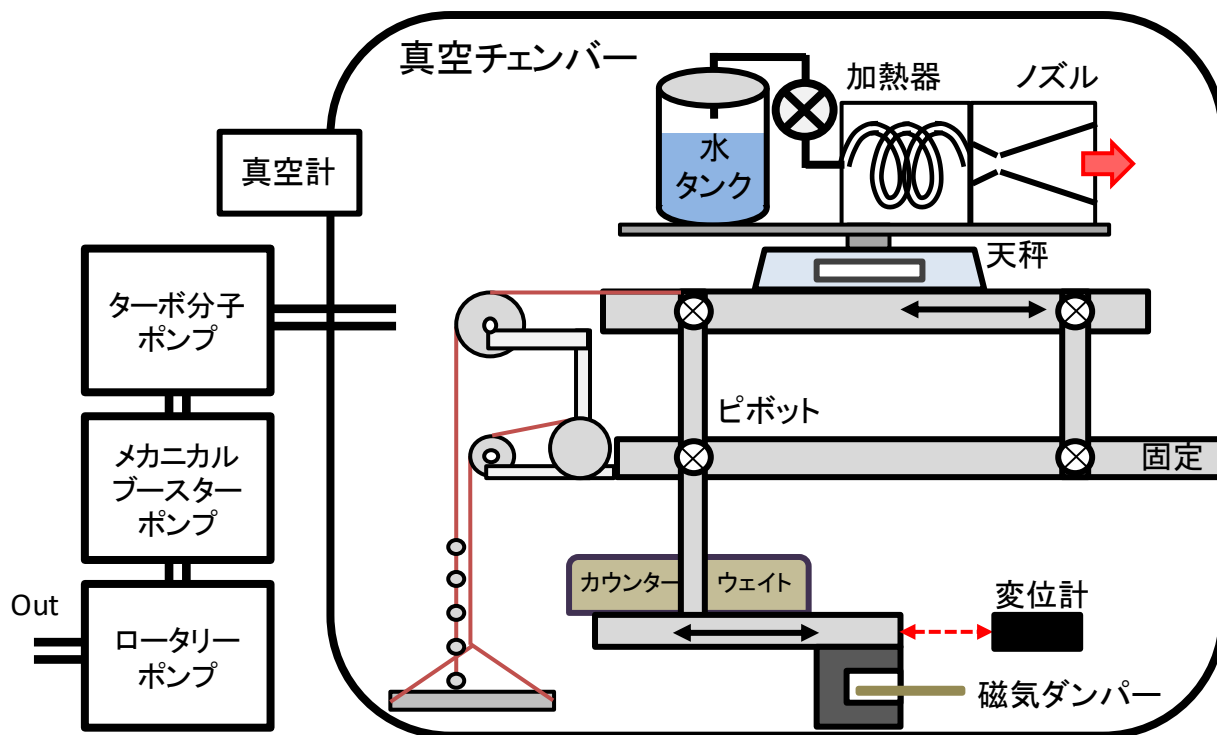 真空チェンバー
加熱器
ノズル
水
タンク
真空計
天秤
ターボ分子
ポンプ
ピボット
メカニカル
ブースター
ポンプ
固定
カウンター
ウェイト
変位計
Out
ロータリー
ポンプ
磁気ダンパー